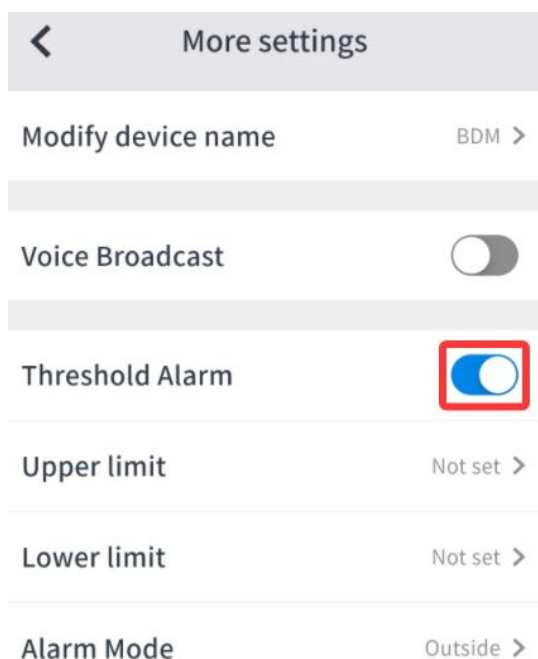 More settings
Modify device name BDM
Voice Broadcast
Threshold Alarm
Upper limit Not set
Lower limit Not set
Alarm Mode Outside